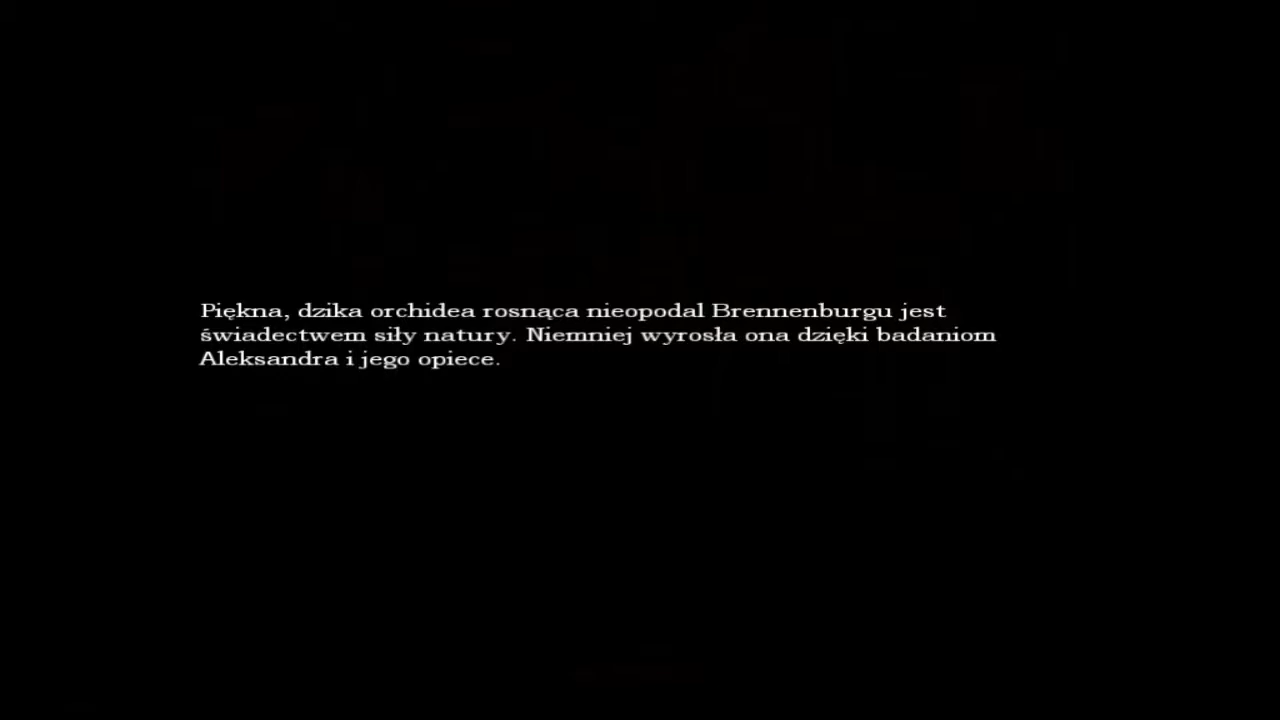 Piękna, dzika orchidea rosnąca nieopodal Brennenburgu jest
świadectwem siły natury. Niemniej wyrosła ona dzięki badaniom
Aleksandra i jego opiece.